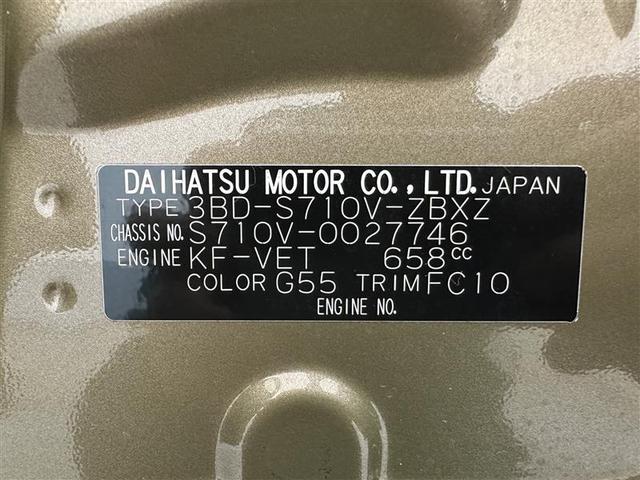 DAIHATSU MOTOR CO.,LTD. JAPAN
TYPE 3BD-S710V-ZBXZ
CHASSIS NO. S710V-0027746
ENGINE KF-VET 658cc
COLOR G55 TRIM FC10
ENGINE NO.